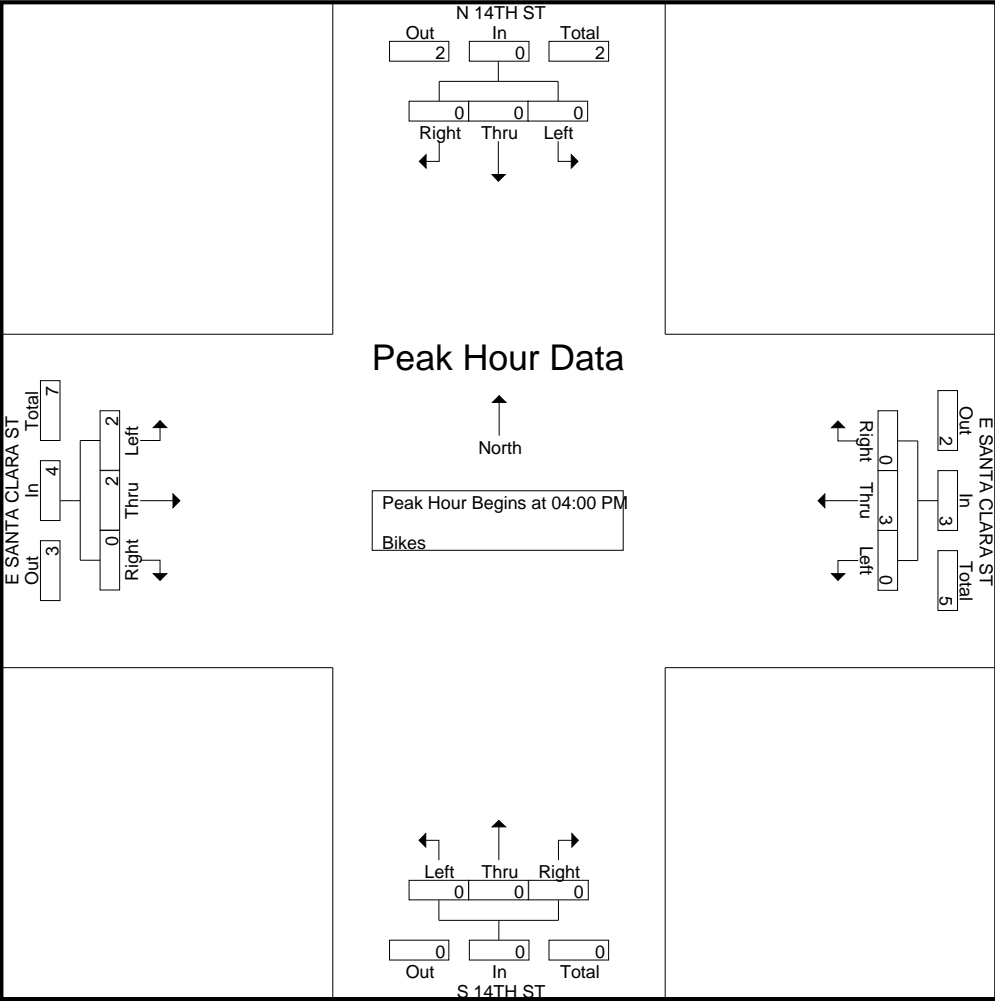 N 14TH ST
Out In Total
2 0 2
0 0 0
Right Thru Left
Peak Hour Data
North
Peak Hour Begins at 04:00 PM
Bikes
E SANTA CLARA ST
Out In Total
3 4 7
2 2 0
Left Thru Right
E SANTA CLARA ST
Out In Total
2 3 5
0 3 0
Right Thru Left
Left Thru Right
0 0 0
0 0 0
Out In Total
S 14TH ST